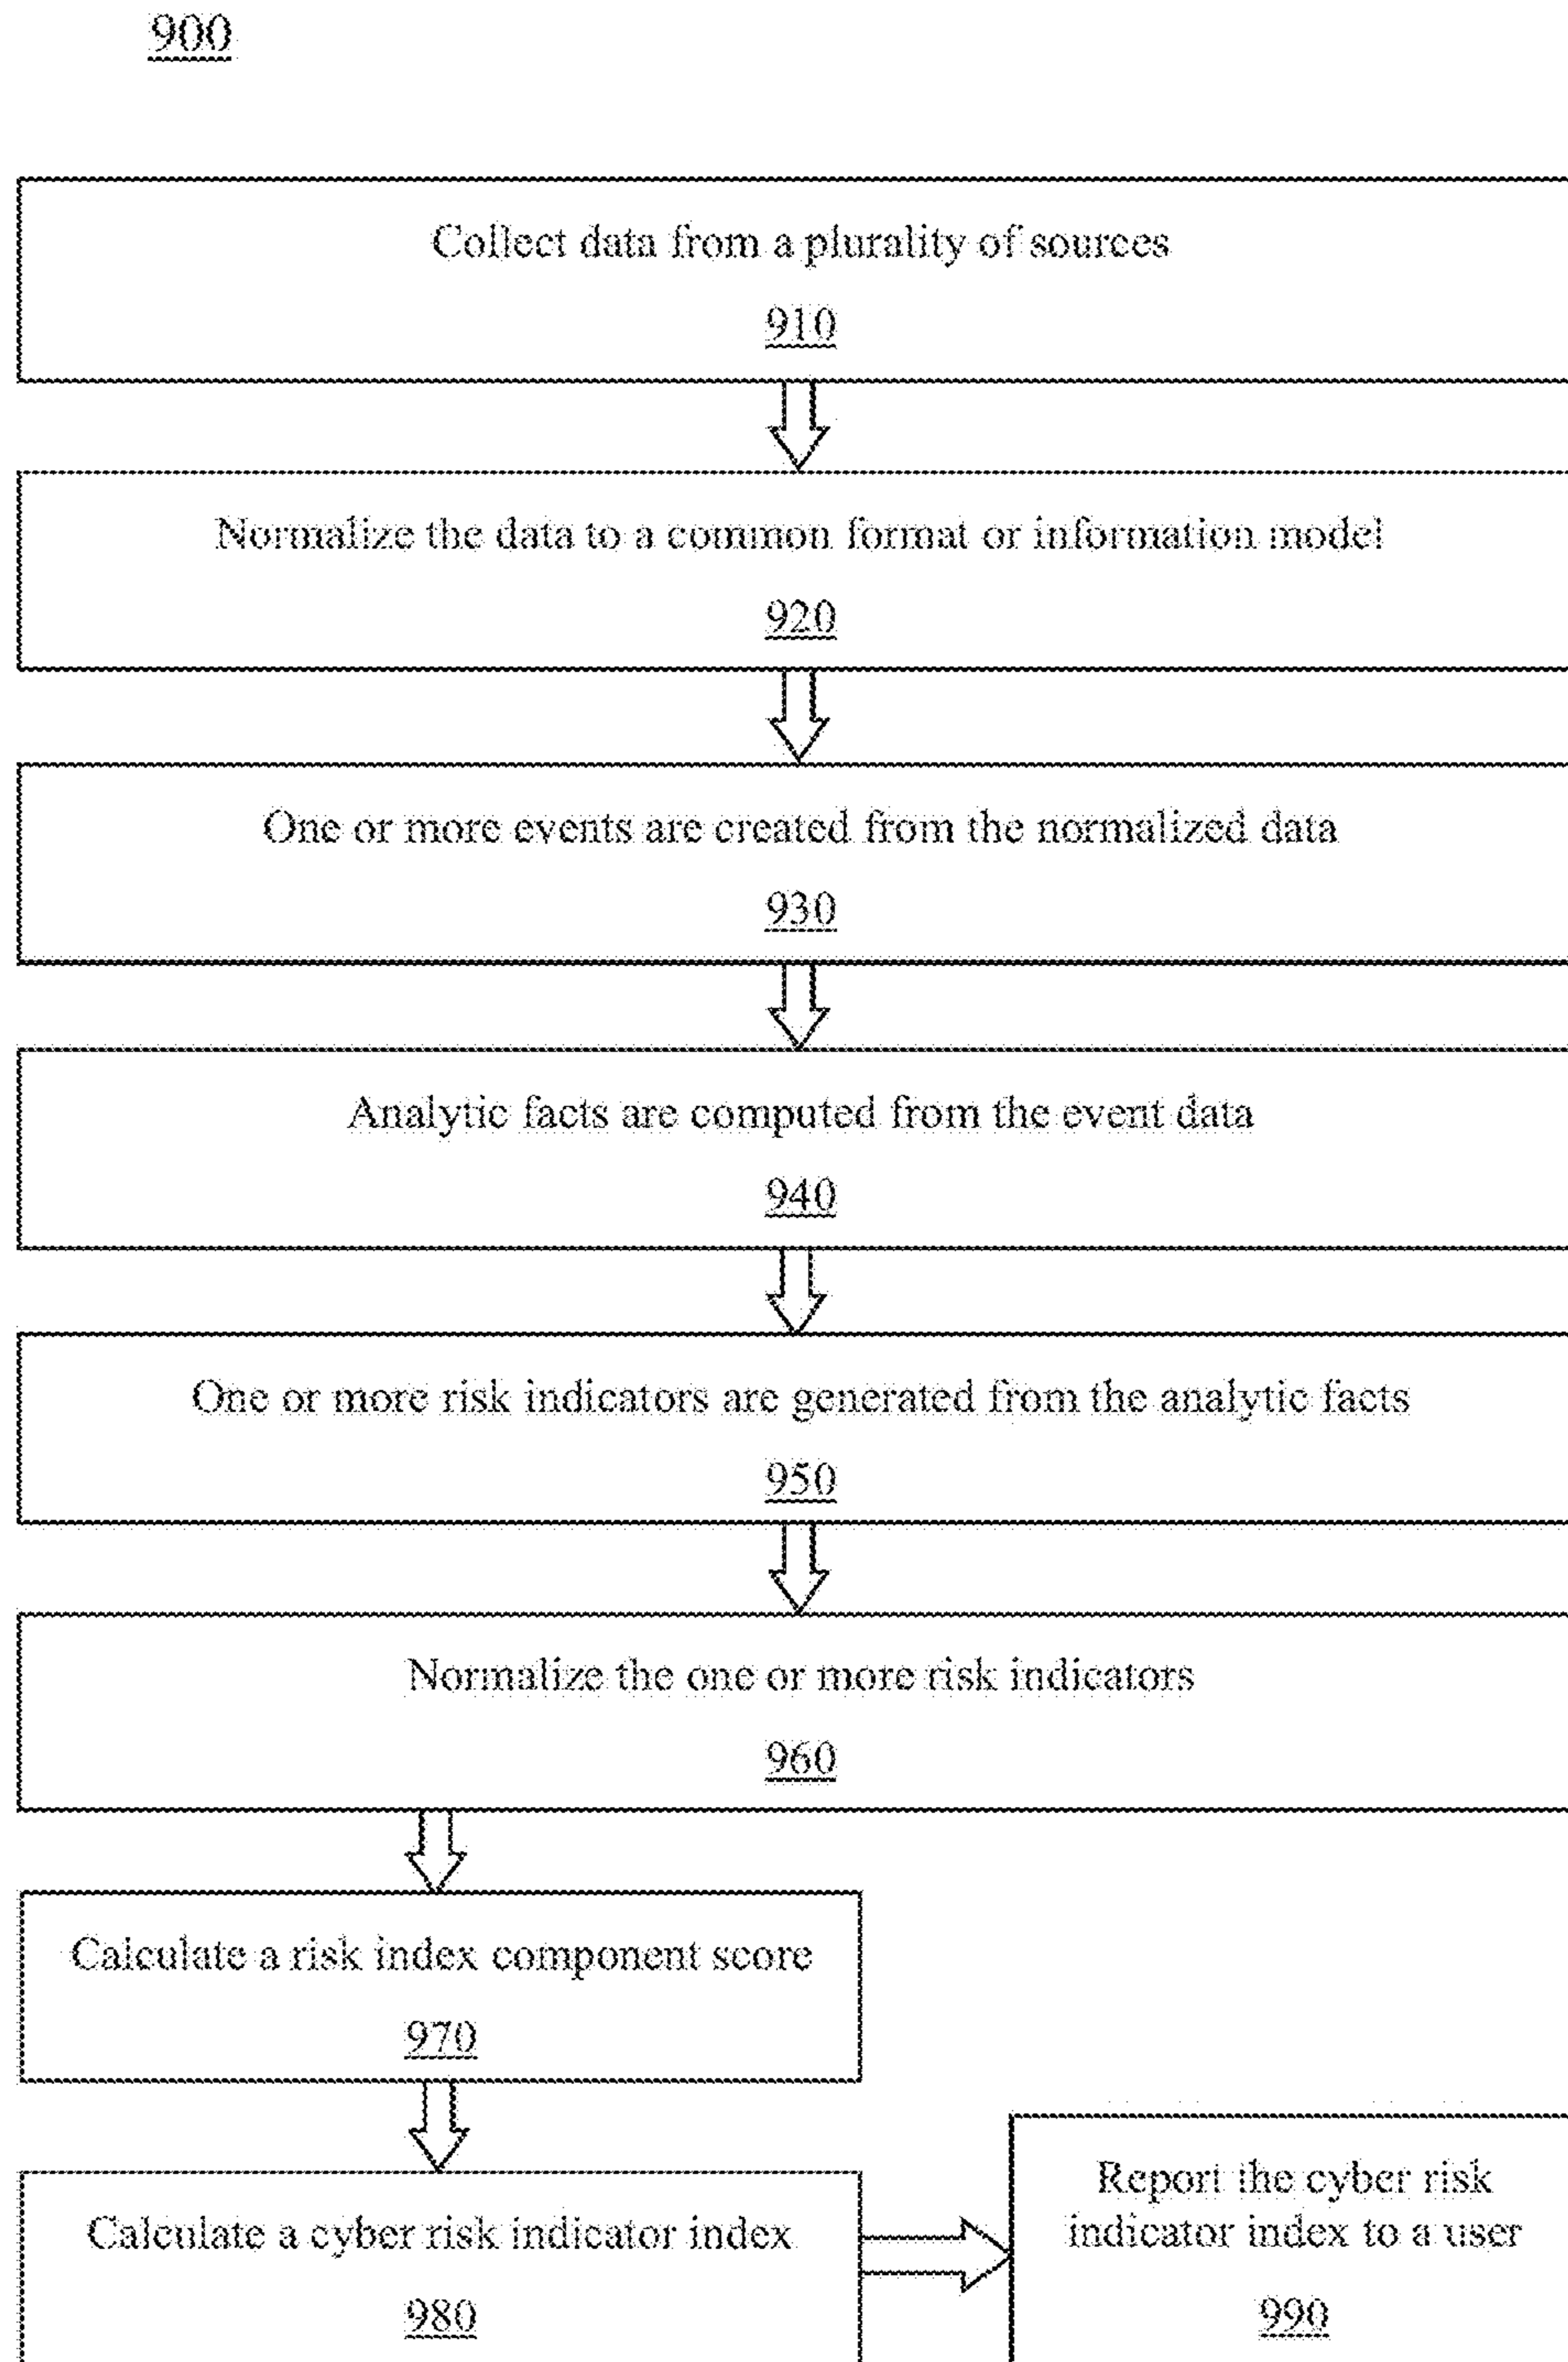 900
Collect data from a plurality of sources
910
Normalize the data to a common format or information model
920
One or more events are created from the normalized data
930
Analytic facts are computed from the event data
940
One or more risk indicators are generated from the analytic facts
950
Normalize the one or more risk indicators
960
Calculate a risk index component score
970
Calculate a cyber risk indicator index
980
Report the cyber risk
indicator index to a user
990